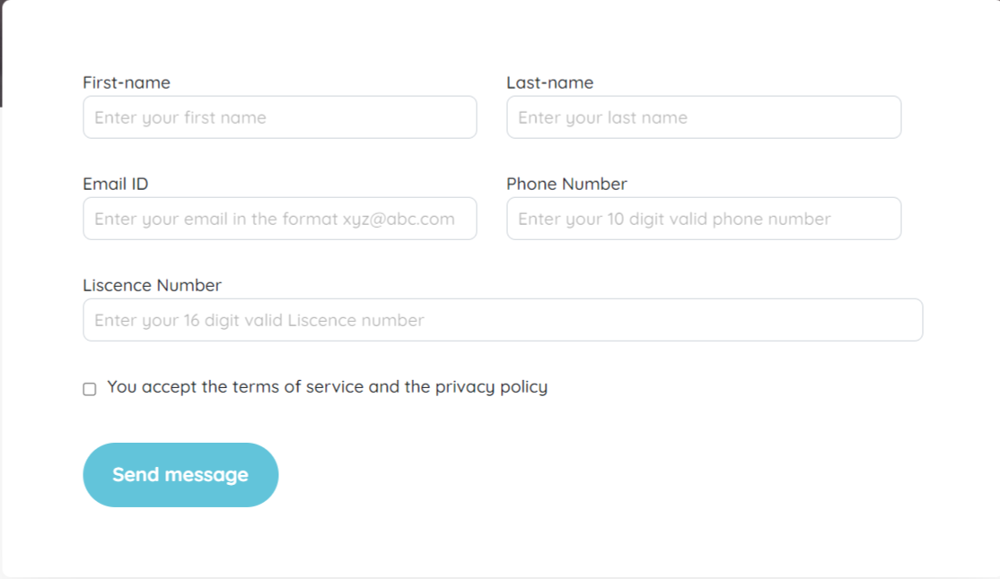 First-name
Last-name
Enter your first name
Enter your last name
Email ID
Phone Number
Enter your email in the format xyz@abc.com
Enter your 10 digit valid phone number
Liscence Number
Enter your 16 digit valid Liscence number
You accept the terms of service and the privacy policy
Send message